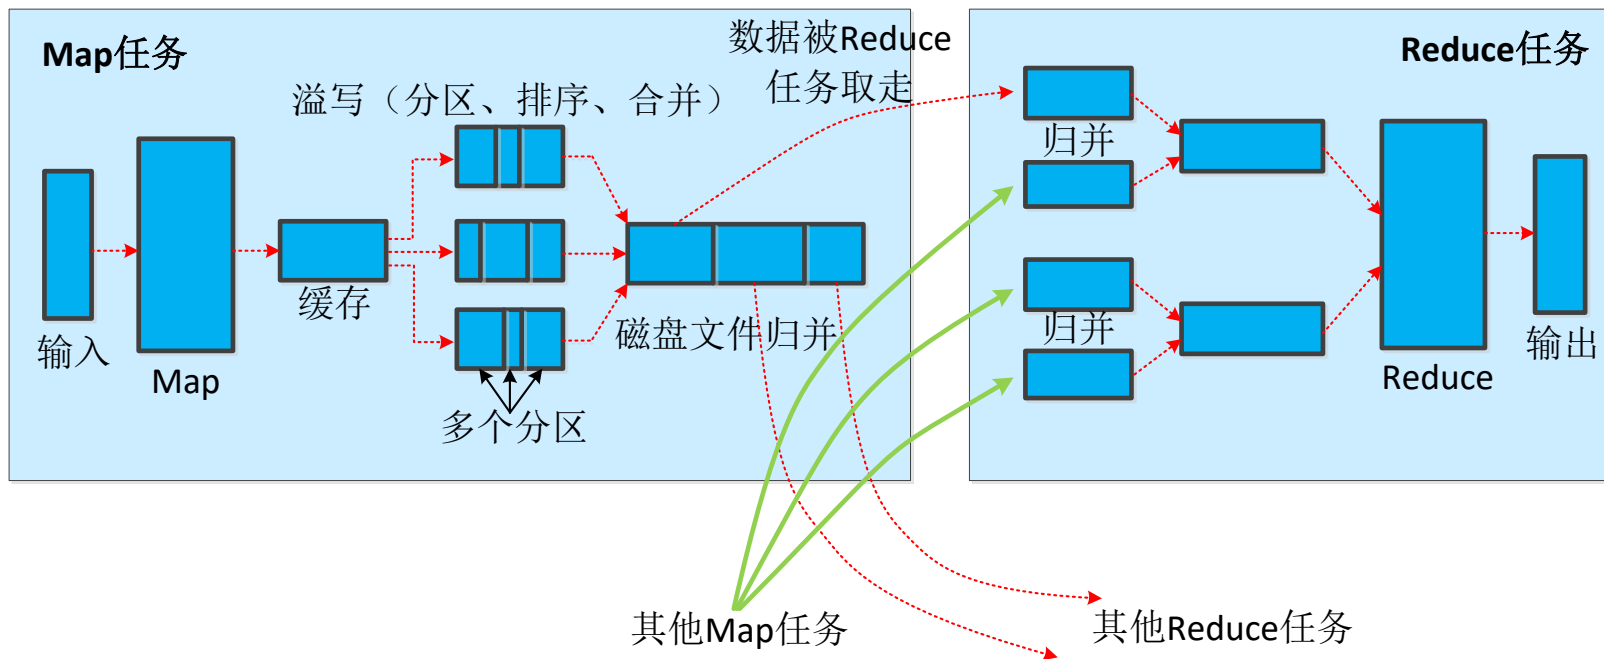 Map任务
溢写（分区、排序、合并）
输入
Map
缓存
多个分区
磁盘文件归并
数据被Reduce
任务取走
Reduce任务
归并
归并
Reduce
输出
其他Map任务
其他Reduce任务